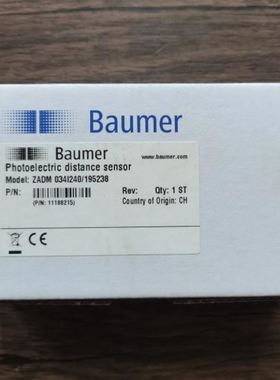 Baumer
Baumer
www.baumer.com
Photoelectric distance sensor
Model: ZADM 034I240/195238
P/N:
Rev: Qty: 1 ST
(P/N: 11188215)
Country of Origin: CH
CE